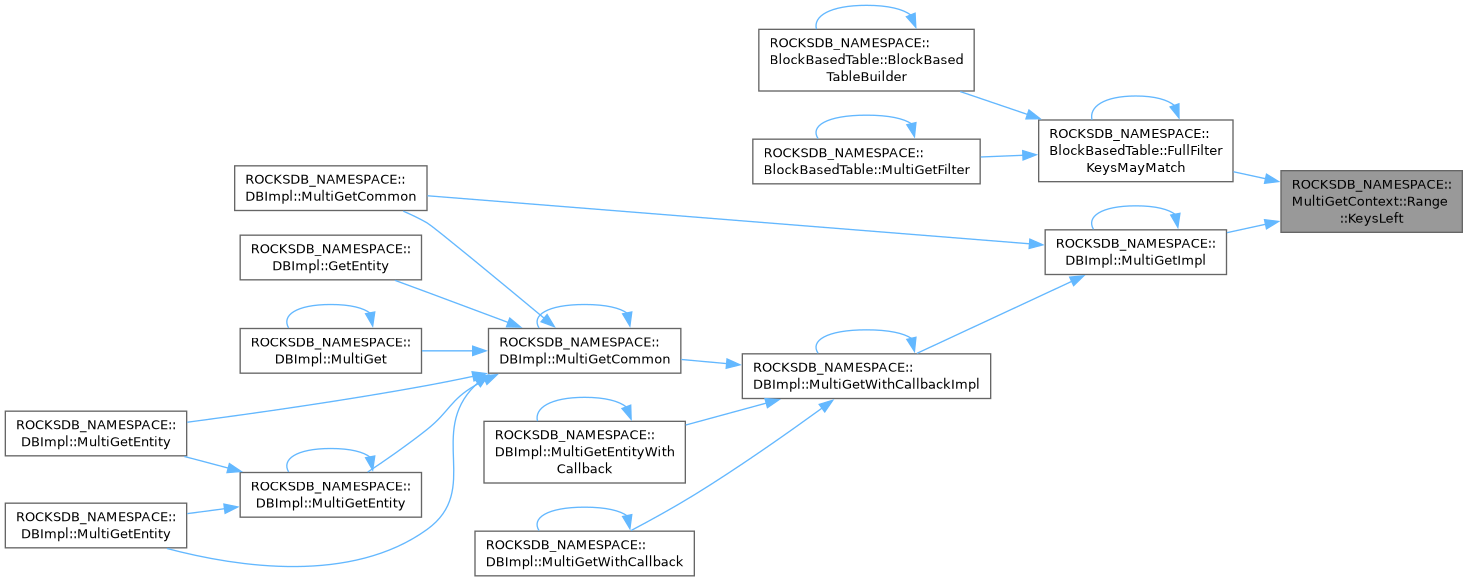 ROCKSDB_NAMESPACE::
BlockBasedTable::BlockBased
TableBuilder
ROCKSDB_NAMESPACE::
BlockBasedTable::FullFilter
KeysMayMatch
ROCKSDB_NAMESPACE::
BlockBasedTable::MultiGetFilter
ROCKSDB_NAMESPACE::
DBImpl::MultiGetCommon
ROCKSDB_NAMESPACE::
MultiGetContext::Range
::KeysLeft
ROCKSDB_NAMESPACE::
DBImpl::GetEntity
ROCKSDB_NAMESPACE::
DBImpl::MultiGetImpl
ROCKSDB_NAMESPACE::
DBImpl::MultiGet
ROCKSDB_NAMESPACE::
DBImpl::MultiGetCommon
ROCKSDB_NAMESPACE::
DBImpl::MultiGetWithCallbackImpl
ROCKSDB_NAMESPACE::
DBImpl::MultiGetEntity
ROCKSDB_NAMESPACE::
DBImpl::MultiGetEntityWith
Callback
ROCKSDB_NAMESPACE::
DBImpl::MultiGetEntity
ROCKSDB_NAMESPACE::
DBImpl::MultiGetEntity
ROCKSDB_NAMESPACE::
DBImpl::MultiGetWithCallback